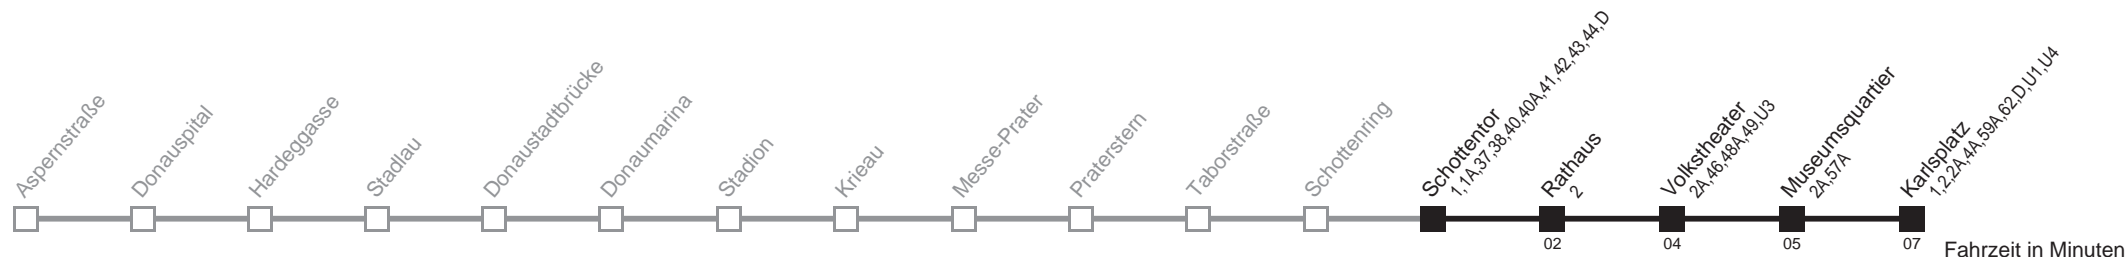 Aspernstraße
Donauspital
Hardeggasse
Stadlau
Donaustadtbrücke
Donaumarina
Stadion
Krieau
Messe-Prater
Praterstern
Taborstraße
Schottenring
Schottentor
1,1A,37,38,40,40A,41,42,43,44,D
Rathaus
2
Volkstheater
2A,46,48A,49,U3
Museumsquartier
2A,57A
Karlsplatz
1,2,2A,4A,59A,62,D,U1,U4
02
04
05
07
Fahrzeit in Minuten